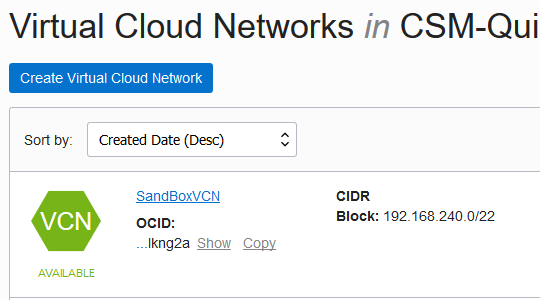 Virtual Cloud Networks in CSM-Qui
Create Virtual Cloud Network
Sort by: Created Date (Desc)
VCN
AVAILABLE
SandBoxVCN
OCID:
...lkng2a Show Copy
CIDR
Block: 192.168.240.0/22